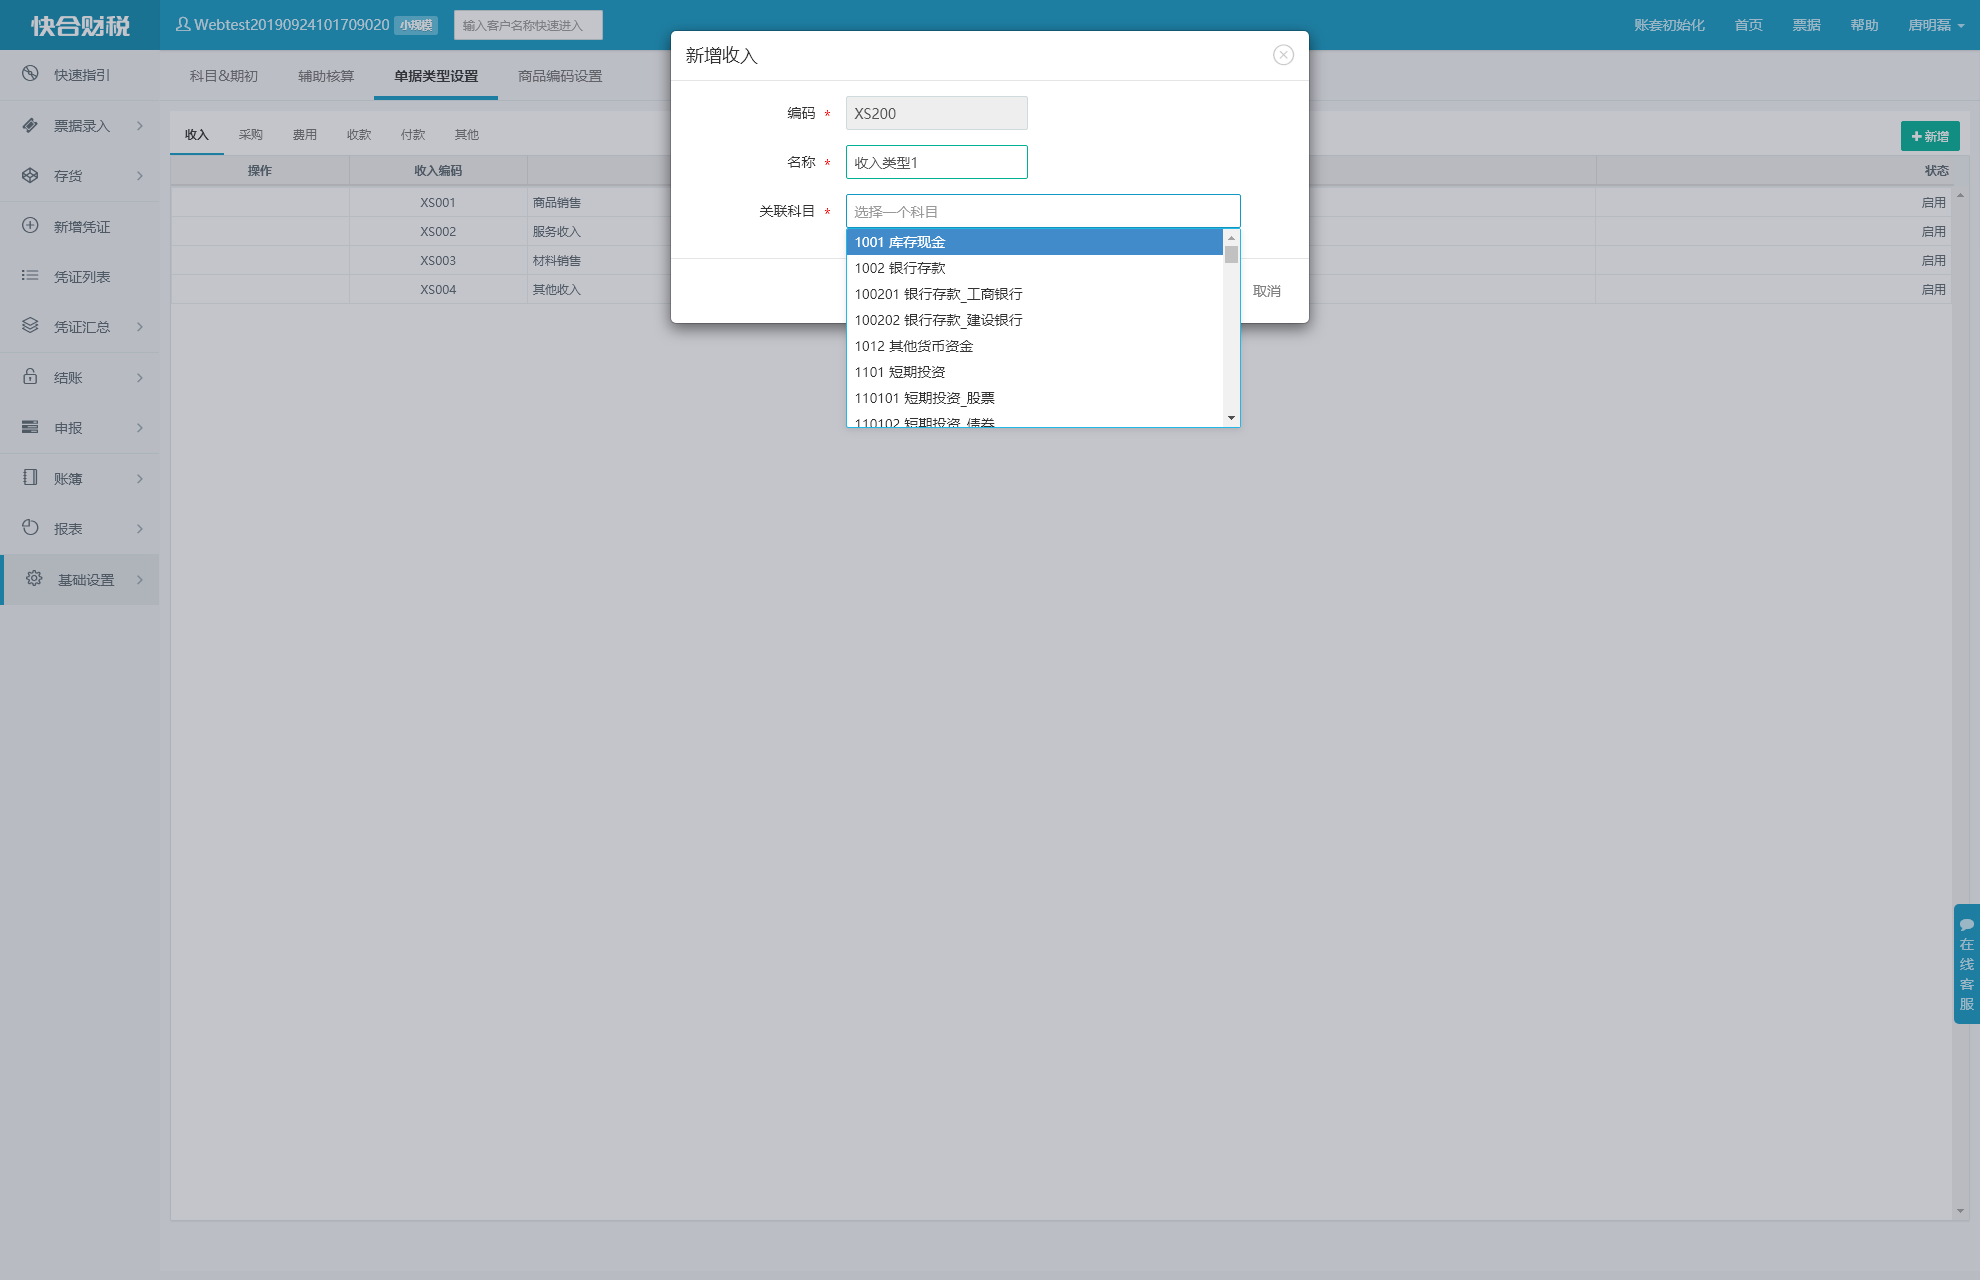 快合财税
Webtest20190924101709020 小规模 输入客户名称快速进入
账套初始化 首页 票据 帮助 唐明磊
快速指引
票据录入
存货
新增凭证
凭证列表
凭证汇总
结账
申报
账簿
报表
基础设置
科目&期初 辅助核算 单据类型设置 商品编码设置
收入 采购 费用 收款 付款 其他
新增
操作 收入编码 状态
XS001 商品销售 启用
XS002 服务收入 启用
XS003 材料销售 启用
XS004 其他收入 启用
新增收入
编码 * XS200
名称 * 收入类型1
关联科目 * 选择一个科目
1001 库存现金
1002 银行存款
100201 银行存款_工商银行
100202 银行存款_建设银行
1012 其他货币资金
1101 短期投资
110101 短期投资_股票
110102 短期投资_债券
取消
在线客服